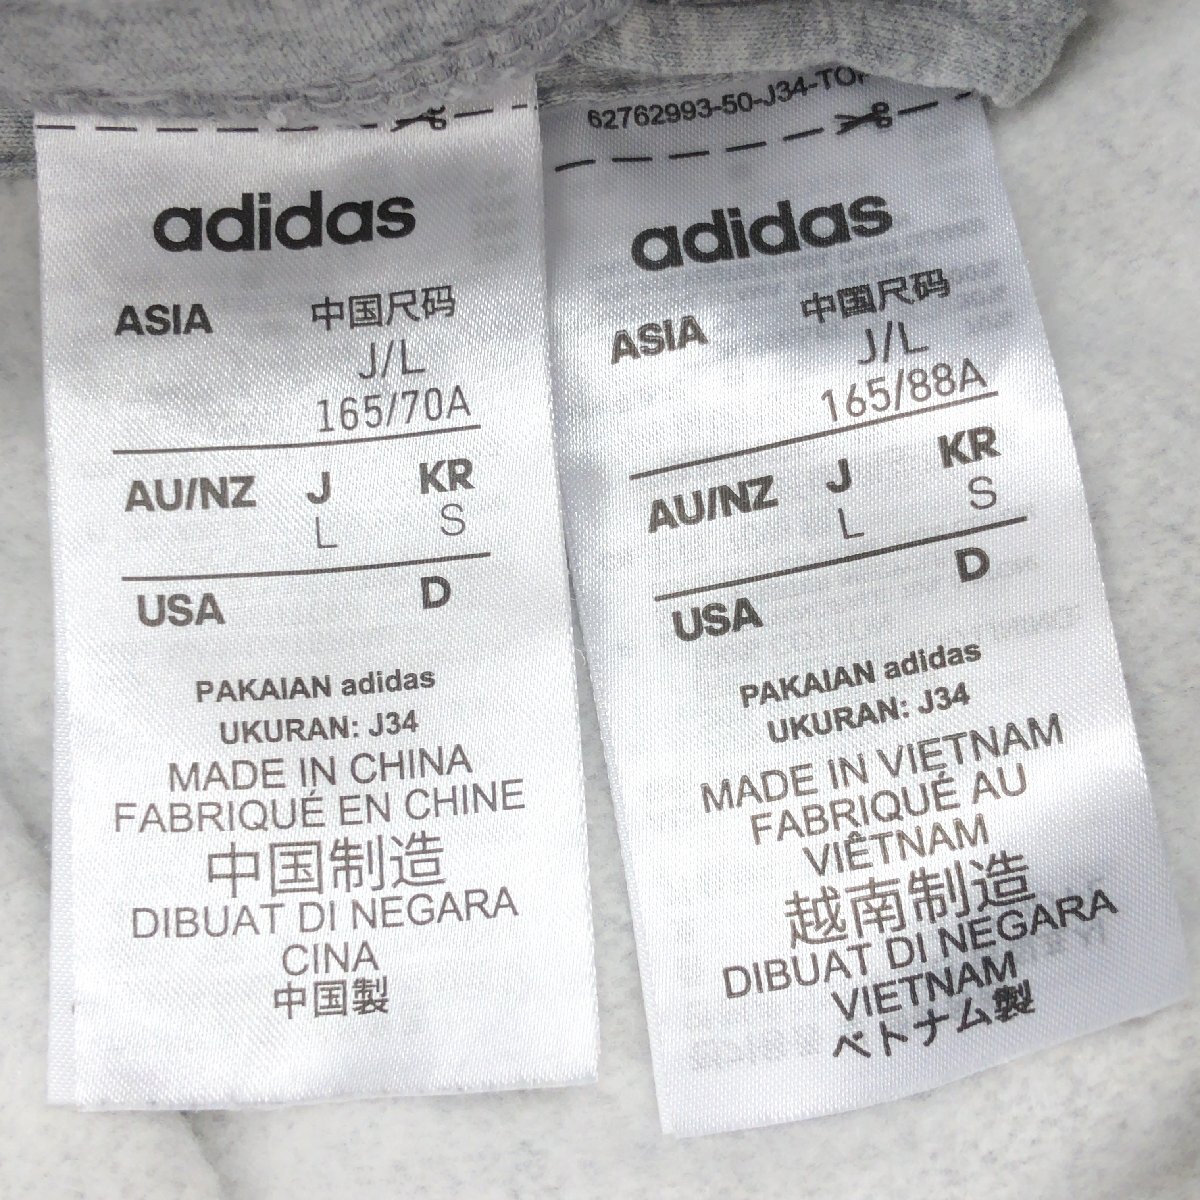 adidas
ASIA 中国尺码
J/L
165/70A
AU/NZ J KR
L S
USA D
PAKAIAN adidas
UKURAN: J34
MADE IN CHINA
FABRIQUÉ EN CHINE
中国制造
DIBUAT DI NEGARA
CINA
中国製
62762993-50-J34-TOP
adidas
ASIA 中国尺码
J/L
165/88A
AU/NZ J KR
L S
USA D
PAKAIAN adidas
UKURAN: J34
MADE IN VIETNAM
FABRIQUÉ AU
VIÊTNAM
越南制造
DIBUAT DI NEGARA
VIETNAM
ベトナム製